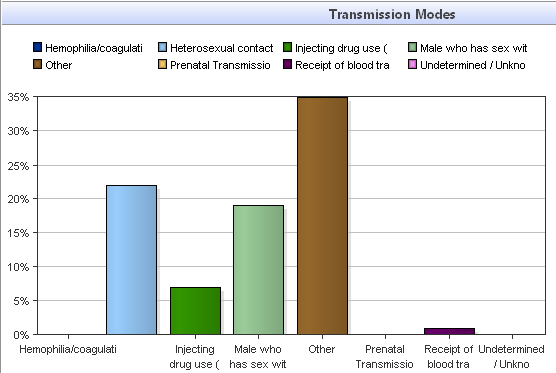 Transmission Modes
Hemophilia/coagulati Heterosexual contact Injecting drug use ( Male who has sex wit
Other Prenatal Transmissio Receipt of blood tra Undetermined / Unkno
35%
30%
25%
20%
15%
10%
5%
0%
Hemophilia/coagulati Injecting Male who Other Prenatal Receipt of Undetermined
drug use ( has sex wit Transmissio blood tra / Unkno